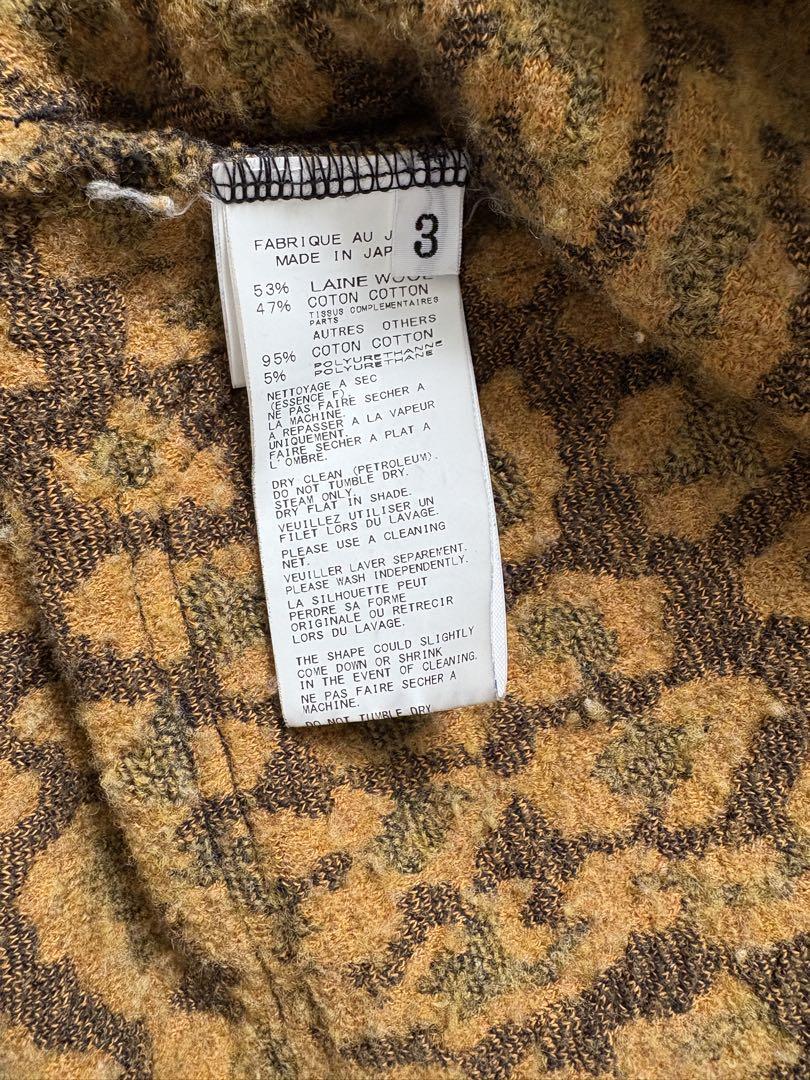 3
FABRIQUE AU J
MADE IN JAP
53% LAINE WOOL
47% COTON COTTON
TISSUS COMPLEMENTAIRES
PARTS
AUTRES OTHERS
95% COTON COTTON
5% POLYURETHANNE
POLYURETHANE
NETTOYAGE A SEC
(ESSENCE F).
NE PAS FAIRE SECHER A
LA MACHINE.
A REPASSER A LA VAPEUR
UNIQUEMENT.
FAIRE SECHER A PLAT A
L'OMBRE.
DRY CLEAN (PETROLEUM).
DO NOT TUMBLE DRY.
STEAM ONLY.
DRY FLAT IN SHADE.
VEUILLEZ UTILISER UN
FILET LORS DU LAVAGE.
PLEASE USE A CLEANING
NET.
VEUILLER LAVER SEPAREMENT.
PLEASE WASH INDEPENDENTLY.
LA SILHOUETTE PEUT
PERDRE SA FORME
ORIGINALE OU RETRECIR
LORS DU LAVAGE.
THE SHAPE COULD SLIGHTLY
COME DOWN OR SHRINK
IN THE EVENT OF CLEANING.
NE PAS FAIRE SECHER A
MACHINE.
DO NOT TUMBLE DRY